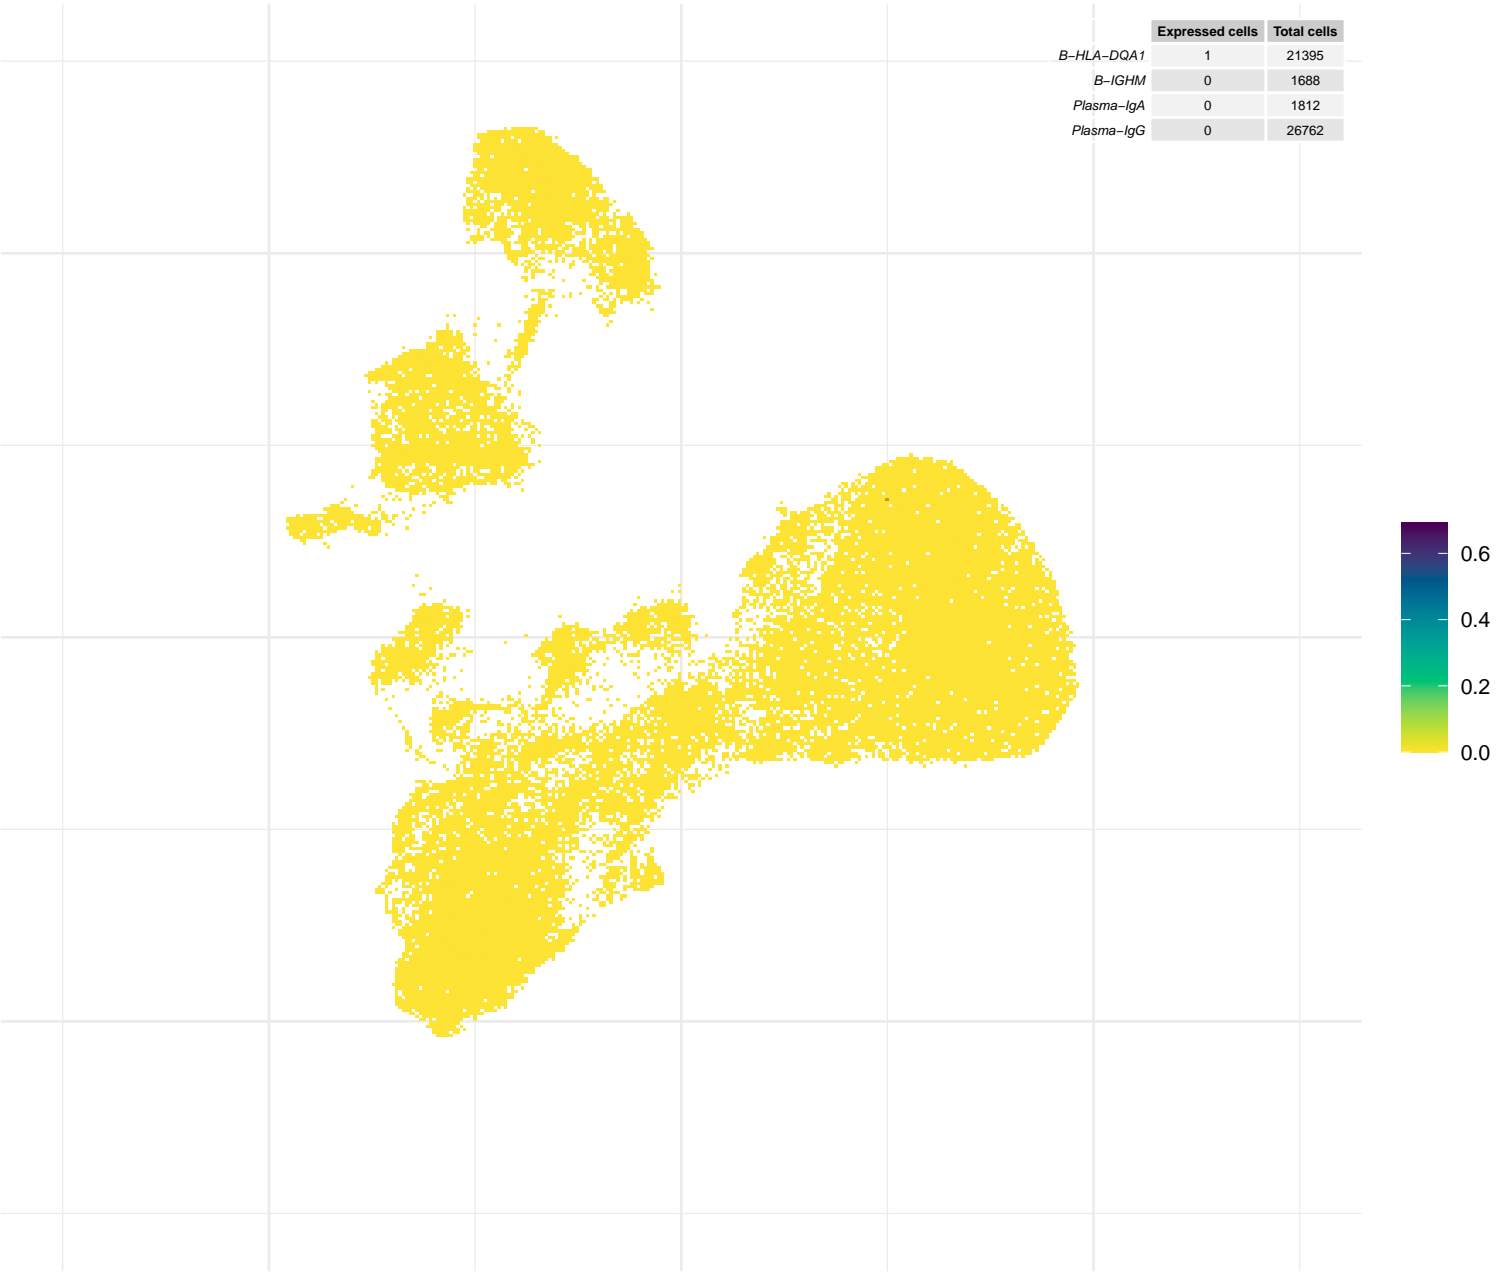 Expressed cells Total cells
B−HLA−DQA1 1 21395
B−IGHM 0 1688
Plasma−IgA 0 1812
Plasma−IgG 0 26762
0.6
0.4
0.2
0.0